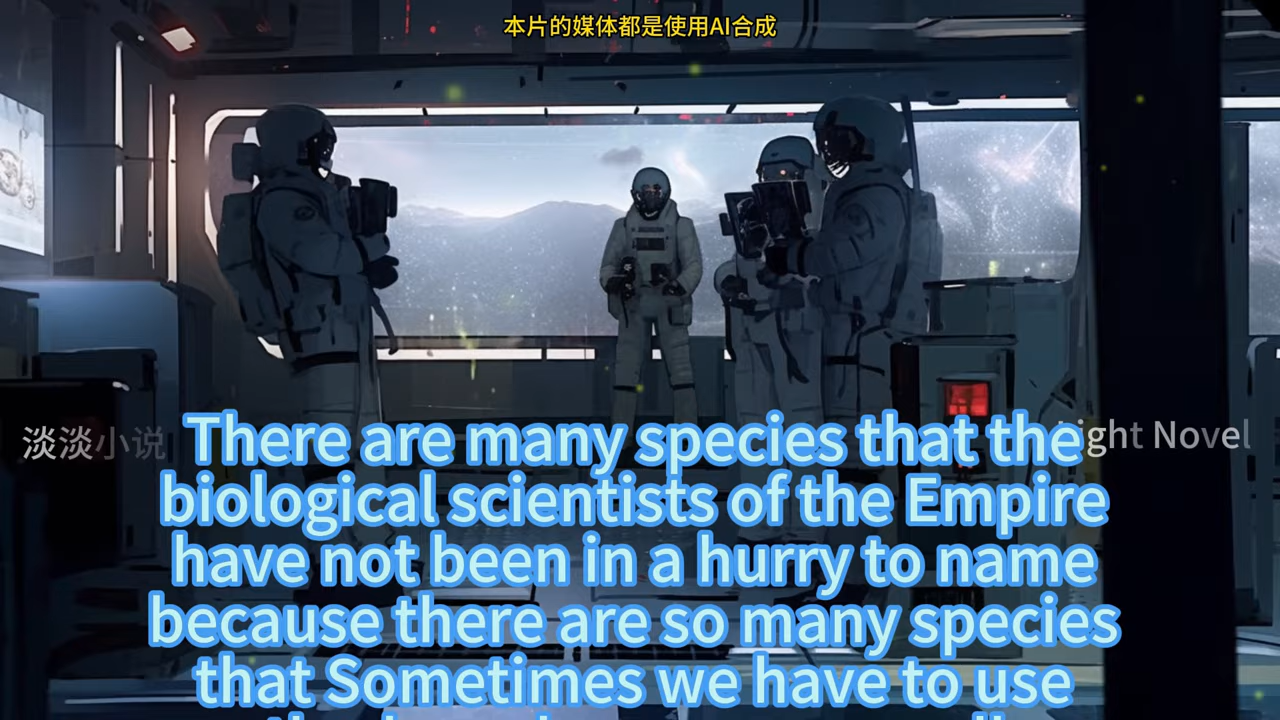 本片的媒体都是使用AI合成
淡淡小说
Light Novel
There are many species that the
biological scientists of the Empire
have not been in a hurry to name
because there are so many species
that Sometimes we have to use